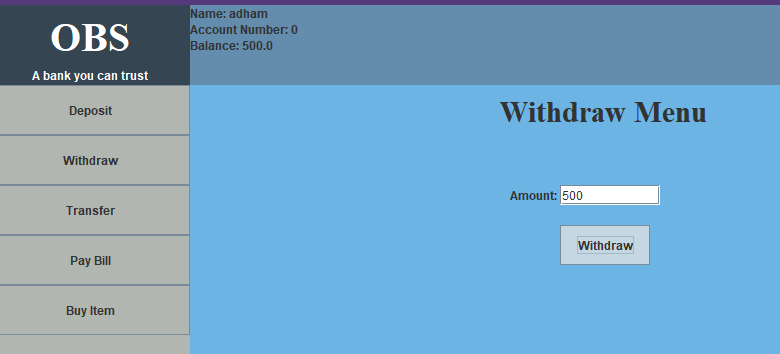 OBS
A bank you can trust
Name: adham
Account Number: 0
Balance: 500.0
Deposit
Withdraw
Transfer
Pay Bill
Buy Item
Withdraw Menu
Amount: 500
Withdraw